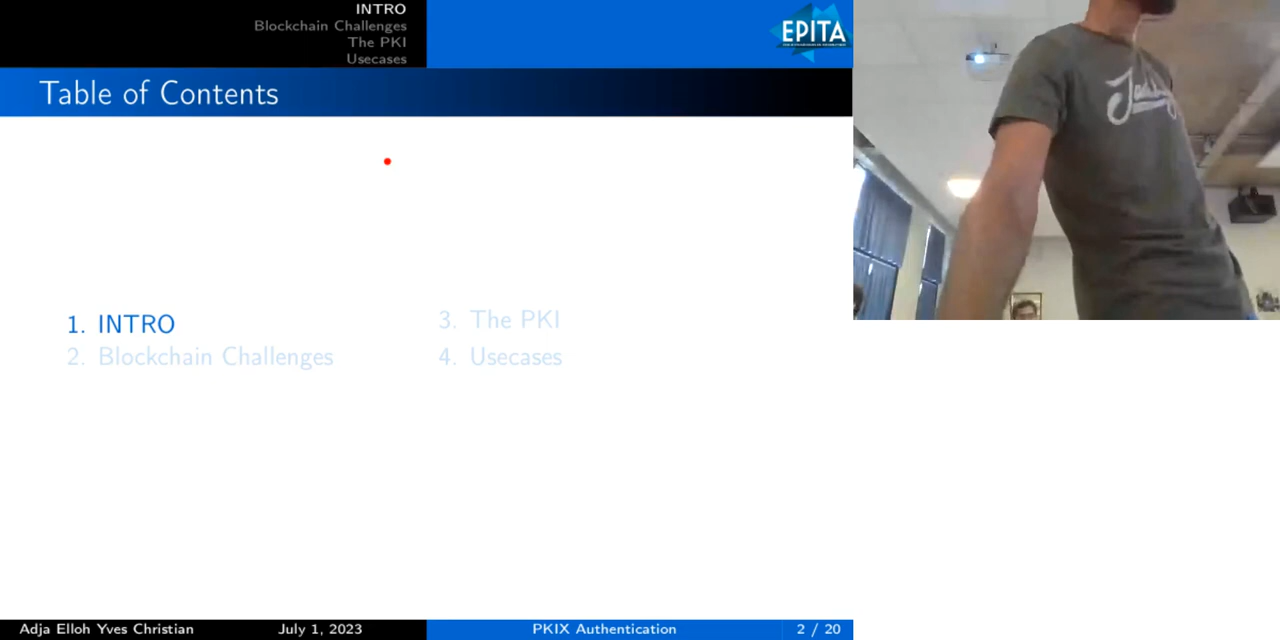 INTRO
Blockchain Challenges
The PKI
Usecases
EPITA
Table of Contents
1. INTRO
2. Blockchain Challenges
3. The PKI
4. Usecases
Adja Elloh Yves Christian
July 1, 2023
PKIX Authentication
2 / 20